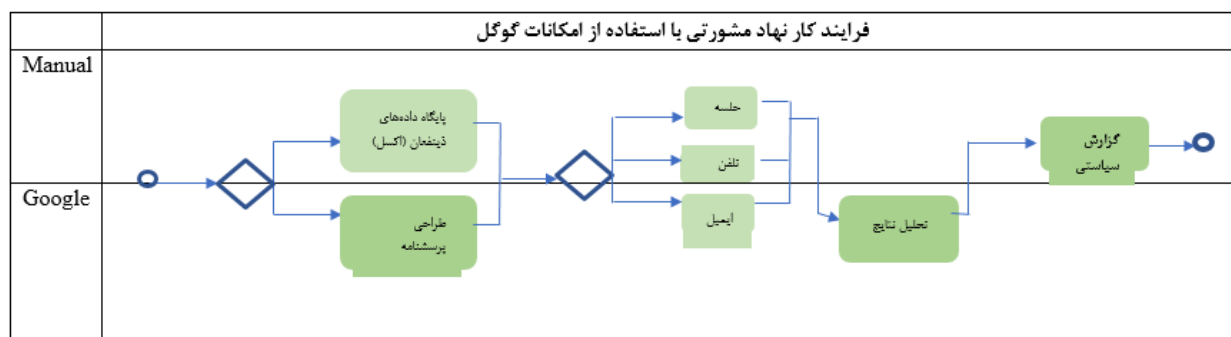 فرایند کار نهاد مشورتی با استفاده از امکانات گوگل
Manual
پایگاه داده‌های
ذینفعان (اکسل)
جلسه
تلفن
گزارش
سیاستی
Google
طراحی
پرسشنامه
ایمیل
تحلیل نتایج